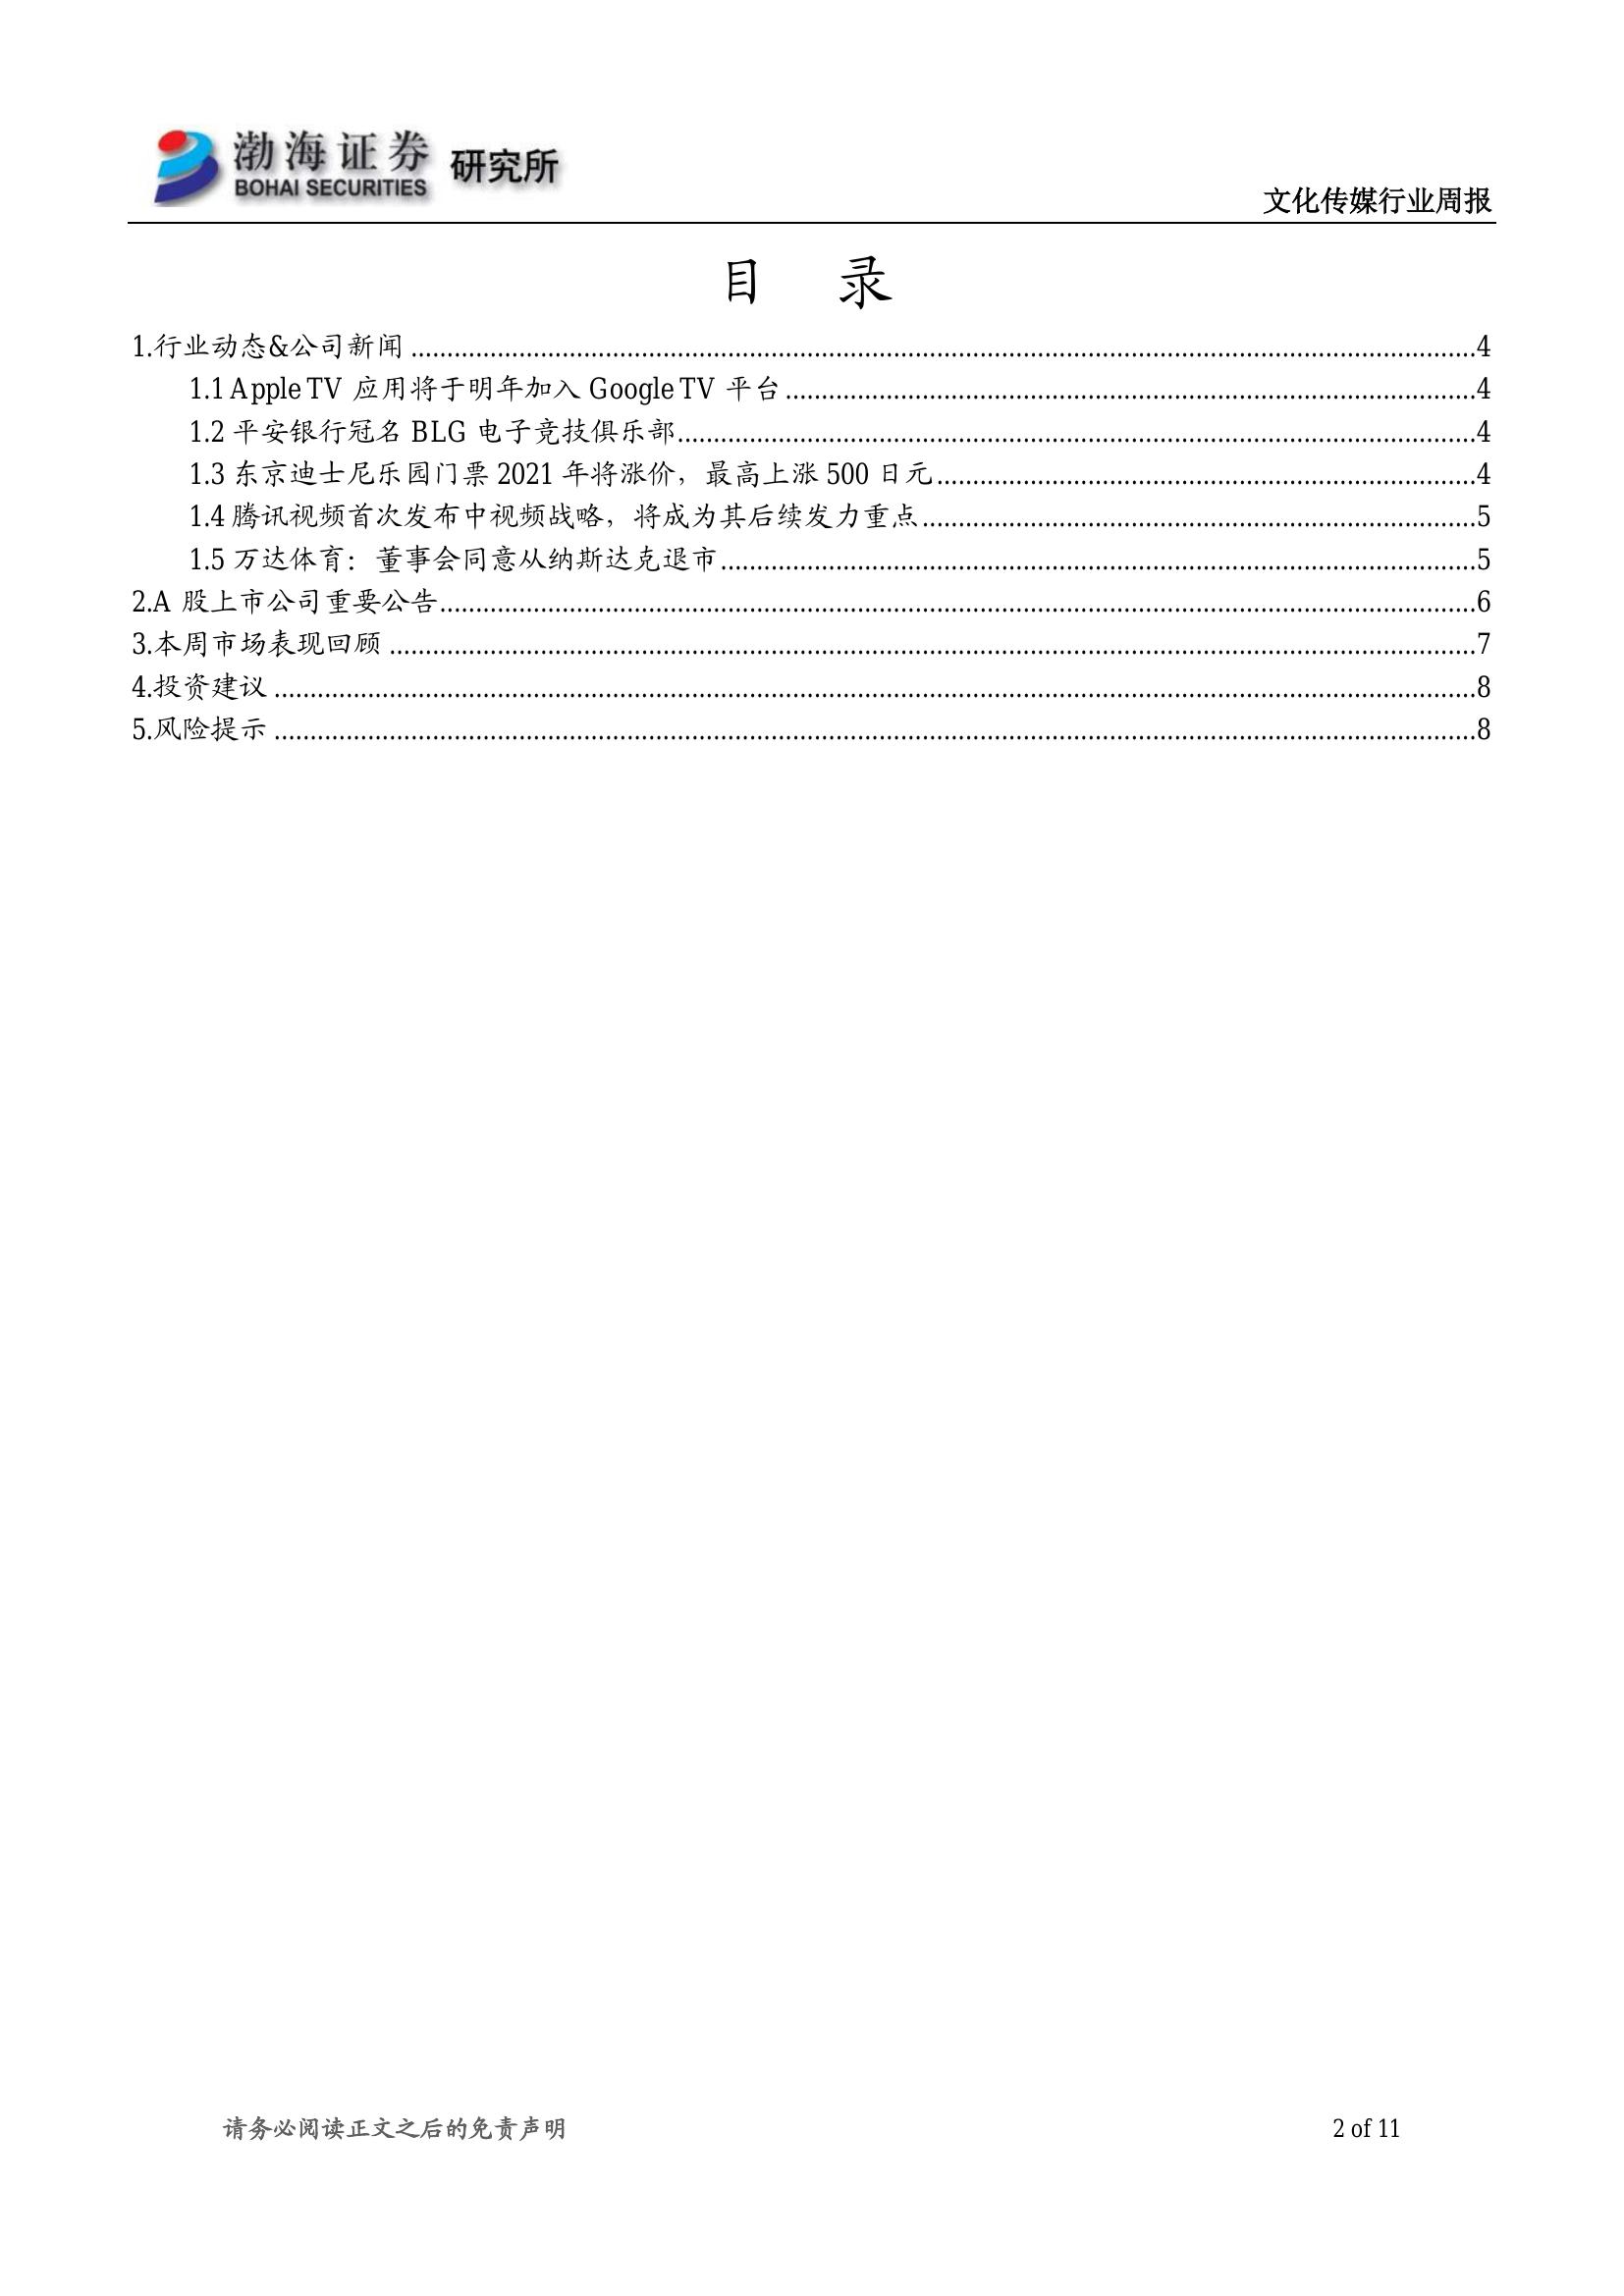 渤海证券 研究所
BOHAI SECURITIES
文化传媒行业周报
目 录
1.行业动态&公司新闻 ........................................................ 4
1.1 Apple TV 应用将于明年加入 Google TV 平台 ........................................................ 4
1.2 平安银行冠名 BLG 电子竞技俱乐部 ........................................................ 4
1.3 东京迪士尼乐园门票 2021 年将涨价，最高上涨 500 日元 ........................................................ 4
1.4 腾讯视频首次发布中视频战略，将成为其后续发力重点 ........................................................ 5
1.5 万达体育：董事会同意从纳斯达克退市 ........................................................ 5
2.A 股上市公司重要公告 ........................................................ 6
3.本周市场表现回顾 ........................................................ 7
4.投资建议 ........................................................ 8
5.风险提示 ........................................................ 8
请务必阅读正文之后的免责声明 2 of 11